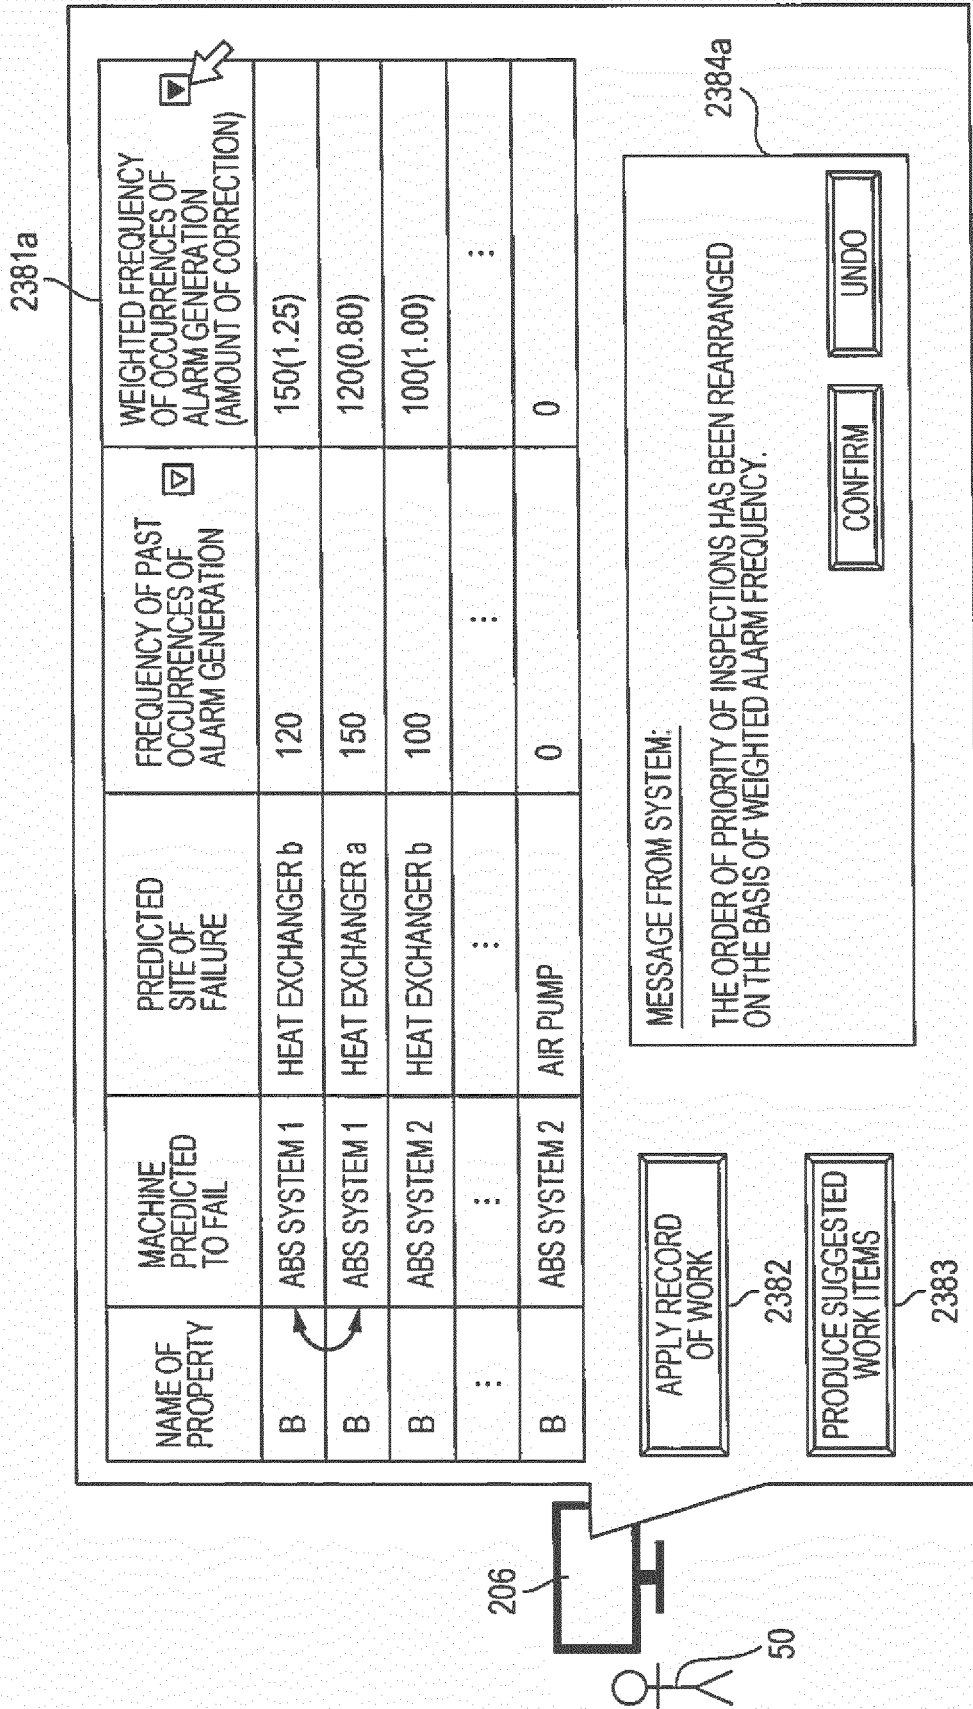 2381a
NAME OF
PROPERTY
MACHINE
PREDICTED
TO FAIL
PREDICTED
SITE OF
FAILURE
FREQUENCY OF PAST
OCCURRENCES OF
ALARM GENERATION
WEIGHTED FREQUENCY
OF OCCURRENCES OF
ALARM GENERATION
(AMOUNT OF CORRECTION)
B ABS SYSTEM 1 HEAT EXCHANGER b 120 150(1.25)
B ABS SYSTEM 1 HEAT EXCHANGER a 150 120(0.80)
B ABS SYSTEM 2 HEAT EXCHANGER b 100 100(1.00)
... ... ... ... ...
B ABS SYSTEM 2 AIR PUMP 0 0
206
50
APPLY RECORD
OF WORK
2382
PRODUCE SUGGESTED
WORK ITEMS
2383
2384a
MESSAGE FROM SYSTEM:
THE ORDER OF PRIORITY OF INSPECTIONS HAS BEEN REARRANGED
ON THE BASIS OF WEIGHTED ALARM FREQUENCY.
CONFIRM
UNDO